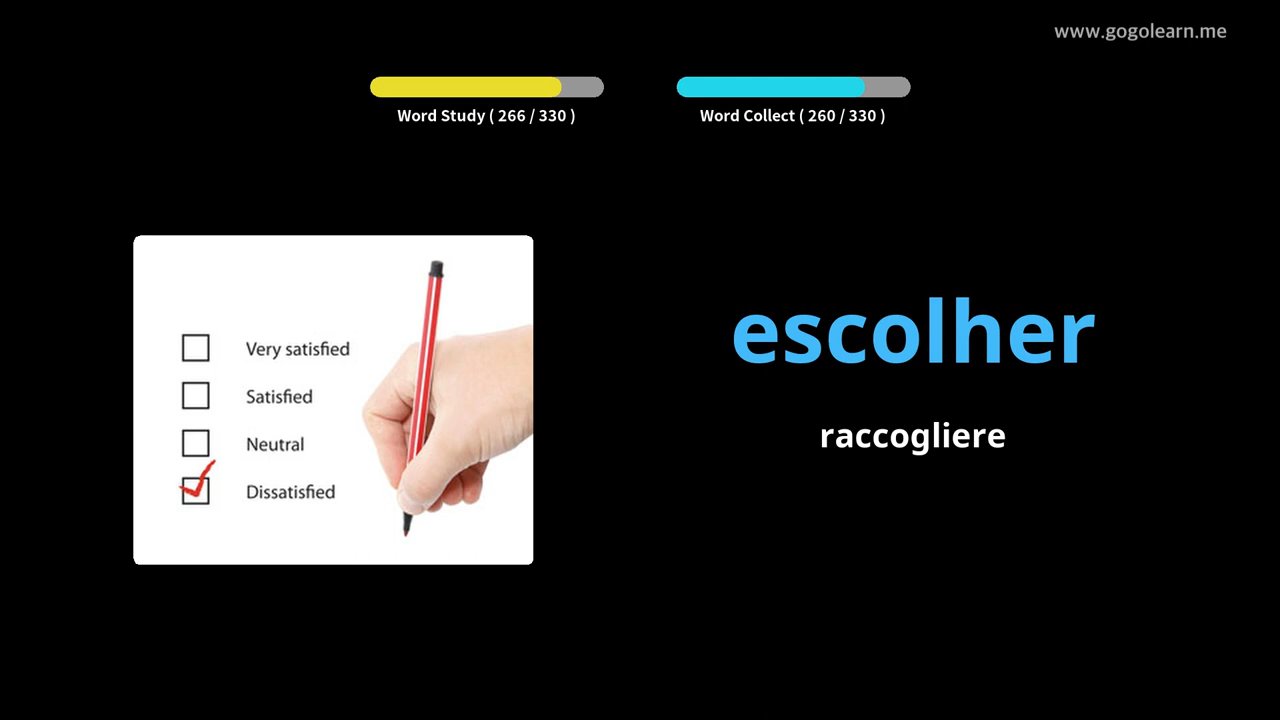 www.gogolearn.me
Word Study ( 266 / 330 )
Word Collect ( 260 / 330 )
Very satisfied
Satisfied
Neutral
Dissatisfied
escolher
raccogliere